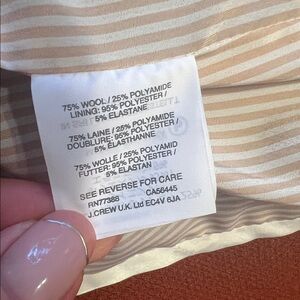 75% WOOL / 25% POLYAMIDE
LINING: 95% POLYESTER /
5% ELASTANE
75% LAINE / 25% POLYAMIDE
DOUBLURE: 95% POLYESTER /
5% ELASTHANNE
75% WOLLE / 25% POLYAMID
FUTTER: 95% POLYESTER /
5% ELASTAN
SEE REVERSE FOR CARE
RN77388 CA56445
J.CREW U.K. Ltd EC4V 6JA